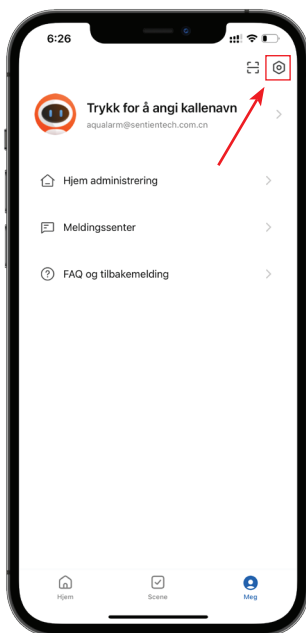 6:26
Trykk for å angi kallenavn
aqualarm@sentientech.com.cn
Hjem administrering
Meldingssenter
FAQ og tilbakemelding
Hjem
Scene
Meg